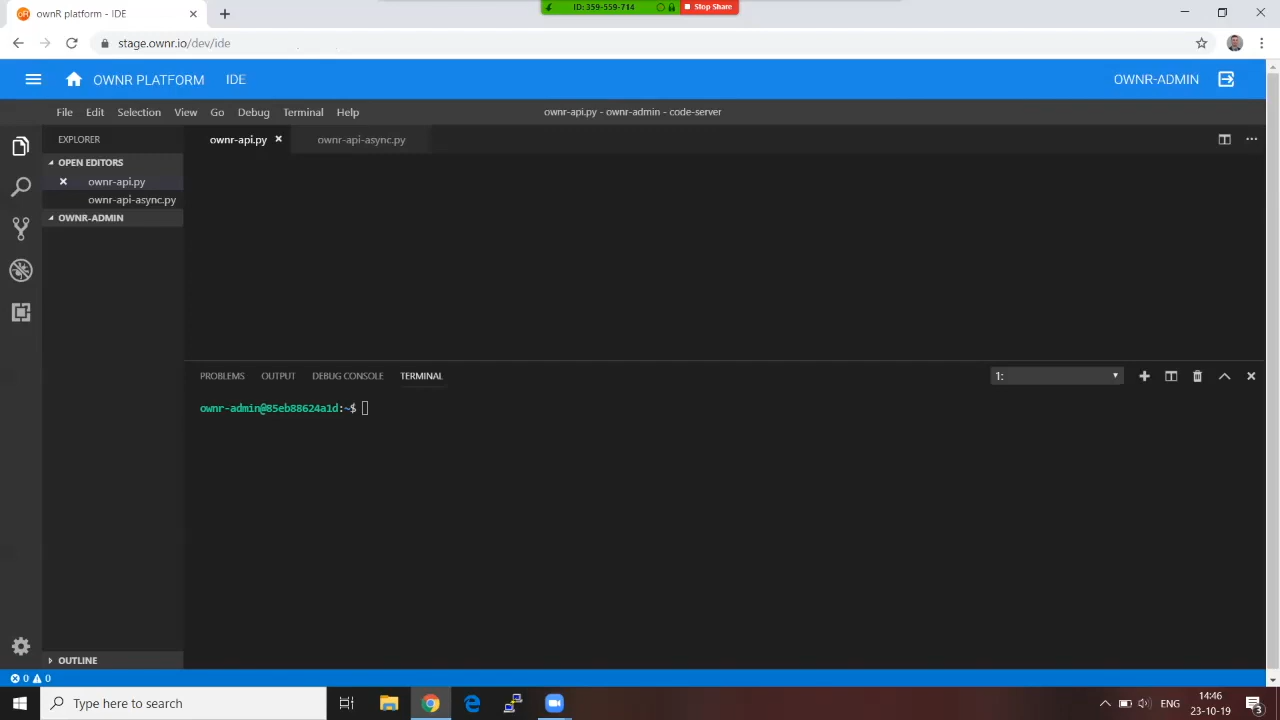 ownR platform - IDE
ID: 359-559-714
Stop Share
stage.ownr.io/dev/ide
OWNR PLATFORM IDE
OWNR-ADMIN
File Edit Selection View Go Debug Terminal Help
ownr-api.py - ownr-admin - code-server
EXPLORER
ownr-api.py
ownr-api-async.py
OPEN EDITORS
ownr-api.py
ownr-api-async.py
OWNR-ADMIN
PROBLEMS OUTPUT DEBUG CONSOLE TERMINAL
1:
ownr-admin@85eb88624a1d:~$
OUTLINE
0 0
Type here to search
ENG
14:46
23-10-19
3